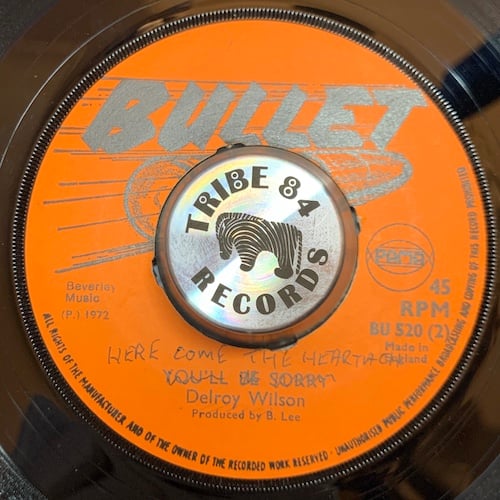 BULLET
TRIBE 84
RECORDS
pama
45
RPM
BU 520 (2)
Made in
England
Beverley
Music
(P.) 1972
HERE COME THE HEARTACH
YOU'LL BE SORRY
Delroy Wilson
Produced by B. Lee
ALL RIGHTS OF THE MANUFACTURER AND OF THE OWNER OF THE RECORDED WORK RESERVED · UNAUTHORISED PUBLIC PERFORMANCE BROADCASTING AND COPYING OF THIS RECORD PROHIBITED